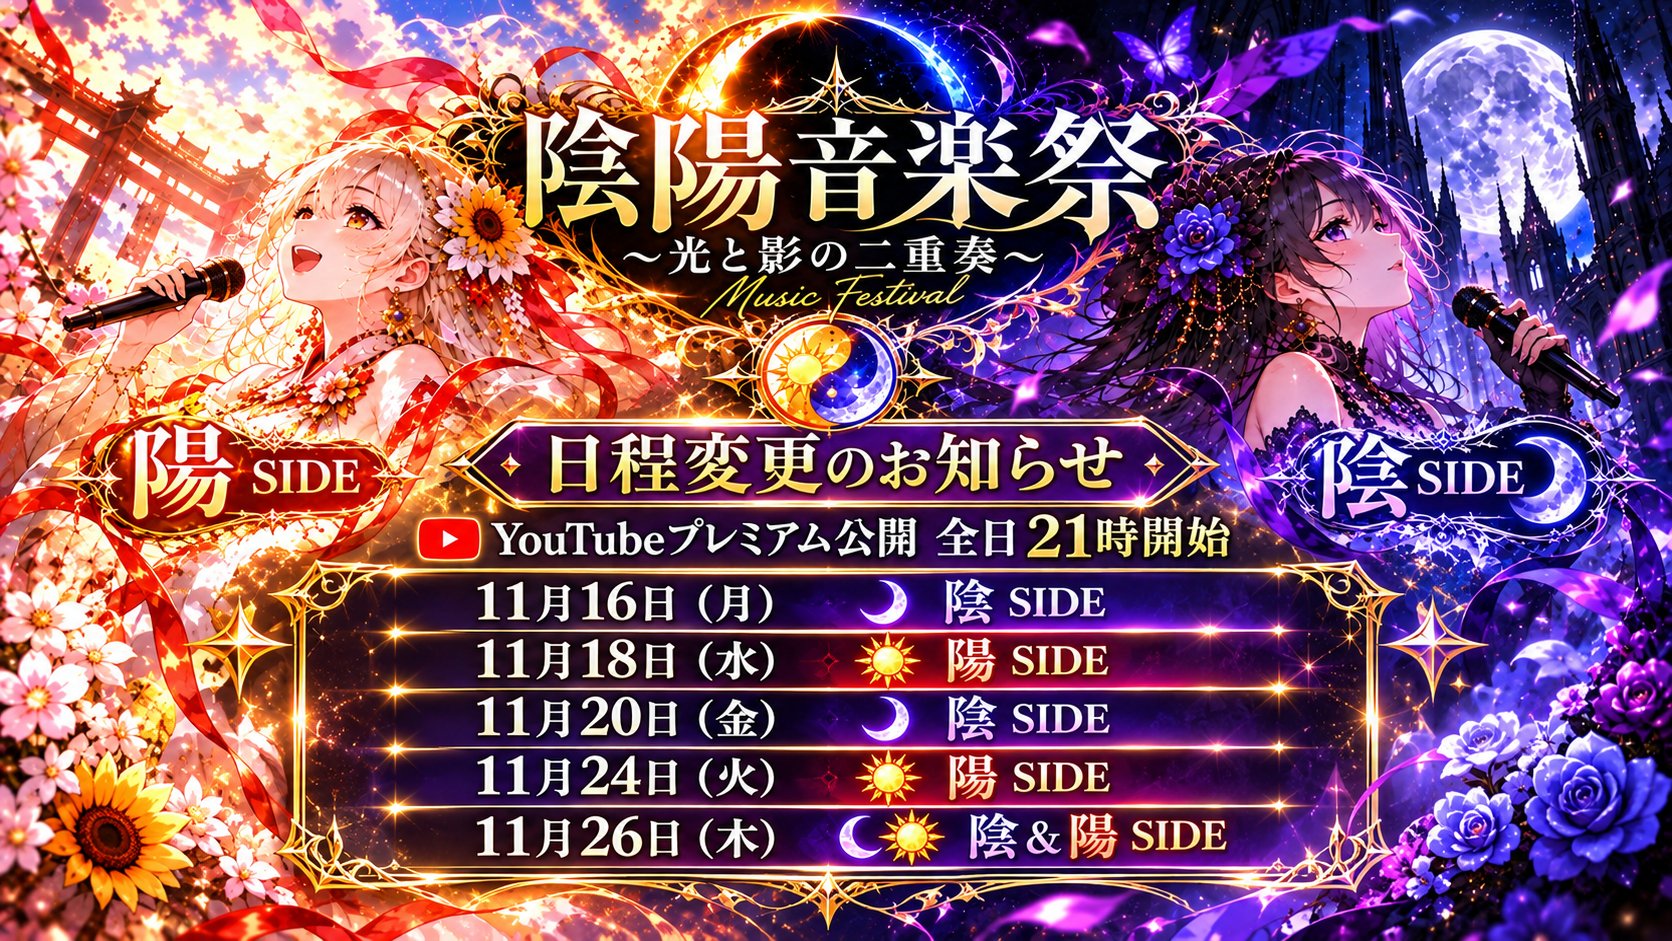 陰陽音楽祭
～光と影の二重奏～
Music Festival
陽 SIDE
陰 SIDE
日程変更のお知らせ
YouTubeプレミアム公開 全日21時開始
11月16日（月） 陰 SIDE
11月18日（水） 陽 SIDE
11月20日（金） 陰 SIDE
11月24日（火） 陽 SIDE
11月26日（木） 陰&陽 SIDE